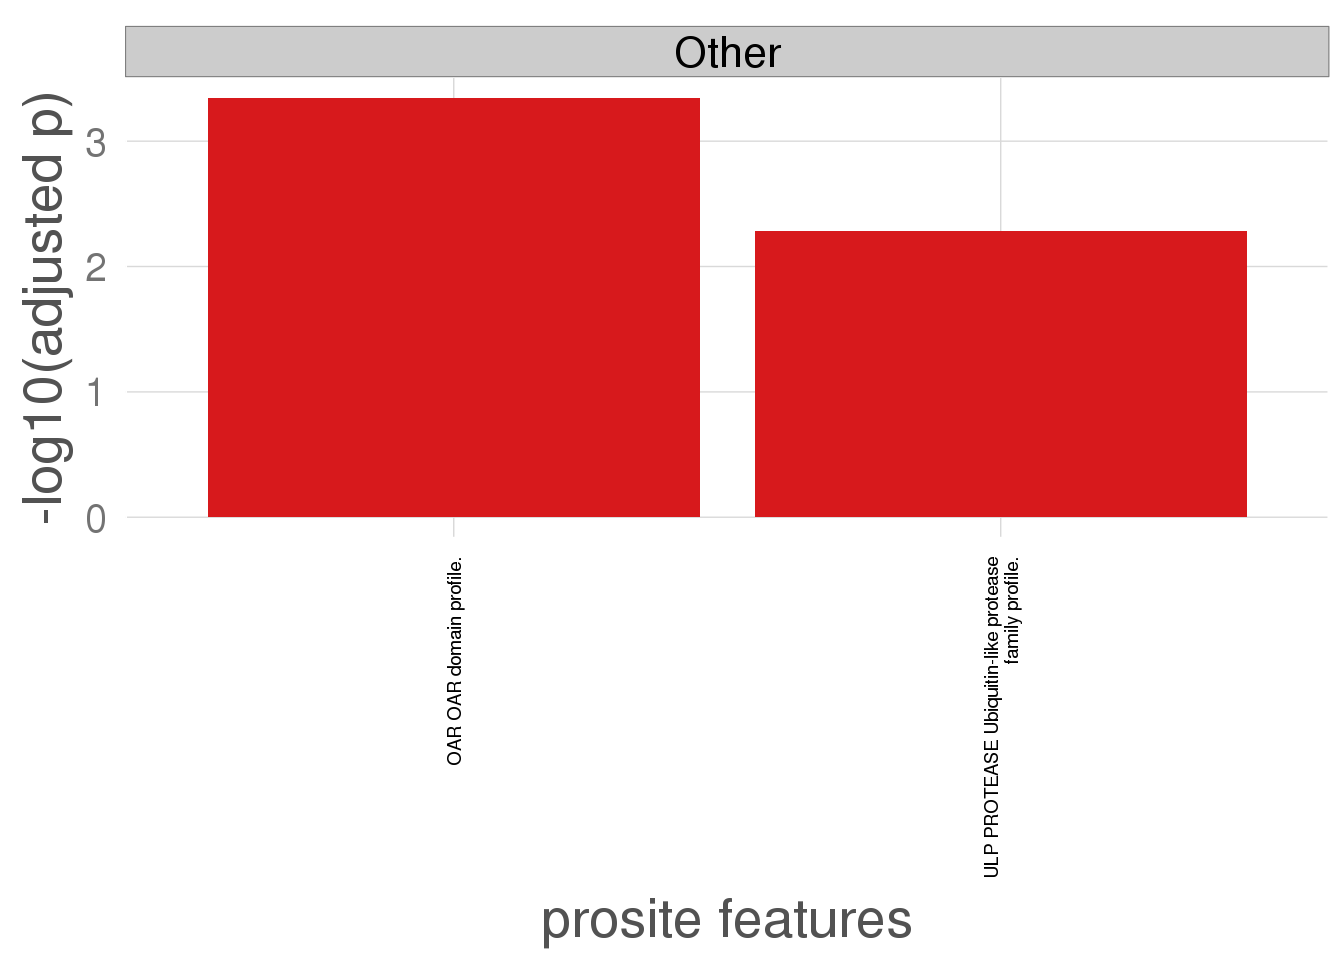 Other
-log10(adjusted p)
3
2
1
0
OAR OAR domain profile.
ULP PROTEASE Ubiquitin-like protease
family profile.
prosite features